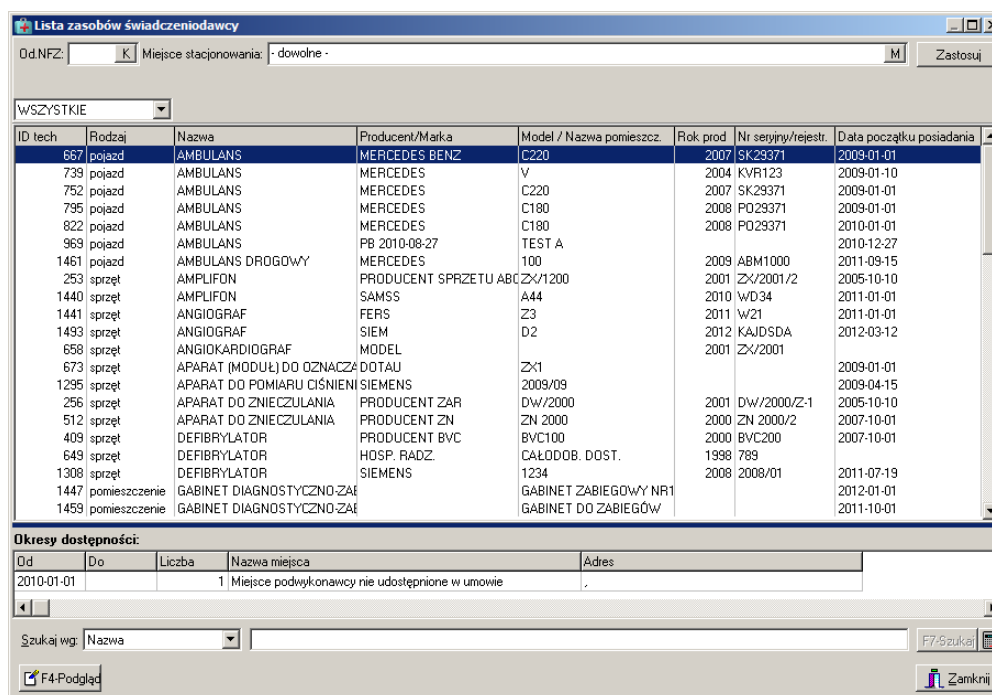 Lista zasobów świadczeniodawcy
Od.NFZ: K Miejsce stacjonowania: - dowolne - M Zastosuj
WSZYSTKIE
ID tech Rodzaj Nazwa Producent/Marka Model / Nazwa pomieszcz. Rok prod Nr seryjny/rejestr. Data początku posiadania
667 pojazd AMBULANS MERCEDES BENZ C220 2007 SK29371 2009-01-01
739 pojazd AMBULANS MERCEDES V 2004 KVR123 2009-01-10
752 pojazd AMBULANS MERCEDES C220 2007 SK29371 2009-01-01
795 pojazd AMBULANS MERCEDES C180 2008 PO29371 2009-01-01
822 pojazd AMBULANS MERCEDES C180 2008 PO29371 2010-01-01
969 pojazd AMBULANS PB 2010-08-27 TEST A 2010-12-27
1461 pojazd AMBULANS DROGOWY MERCEDES 100 2009 ABM1000 2011-09-15
253 sprzęt AMPLIFON PRODUCENT SPRZETU ABC ZX/1200 2001 ZX/2001/2 2005-10-10
1440 sprzęt AMPLIFON SAMSS A44 2010 WD34 2011-01-01
1441 sprzęt ANGIOGRAF FERS Z3 2011 W21 2011-01-01
1493 sprzęt ANGIOGRAF SIEM D2 2012 KAJDSDA 2012-03-12
658 sprzęt ANGIOKARDIOGRAF MODEL 2001 ZX/2001
673 sprzęt APARAT (MODUŁ) DO OZNACZA DOTAU ZX1 2009-01-01
1295 sprzęt APARAT DO POMIARU CIŚNIENI SIEMENS 2009/09 2009-04-15
256 sprzęt APARAT DO ZNIECZULANIA PRODUCENT ZAR DW/2000 2001 DW/2000/Z-1 2005-10-10
512 sprzęt APARAT DO ZNIECZULANIA PRODUCENT ZN ZN 2000 2000 ZN 2000/2 2007-10-01
409 sprzęt DEFIBRYLATOR PRODUCENT BVC BVC100 2000 BVC200 2007-10-01
649 sprzęt DEFIBRYLATOR HOSP. RADZ. CAŁODOB. DOST. 1998 789
1308 sprzęt DEFIBRYLATOR SIEMENS 1234 2008 2008/01 2011-07-19
1447 pomieszczenie GABINET DIAGNOSTYCZNO-ZAB GABINET ZABIEGOWY NR1 2012-01-01
1459 pomieszczenie GABINET DIAGNOSTYCZNO-ZAB GABINET DO ZABIEGÓW 2011-10-01
Okresy dostępności:
Od Do Liczba Nazwa miejsca Adres
2010-01-01 1 Miejsce podwykonawcy nie udostępnione w umowie ,
Szukaj wg: Nazwa F7-Szukaj
F4-Podgląd Zamknij